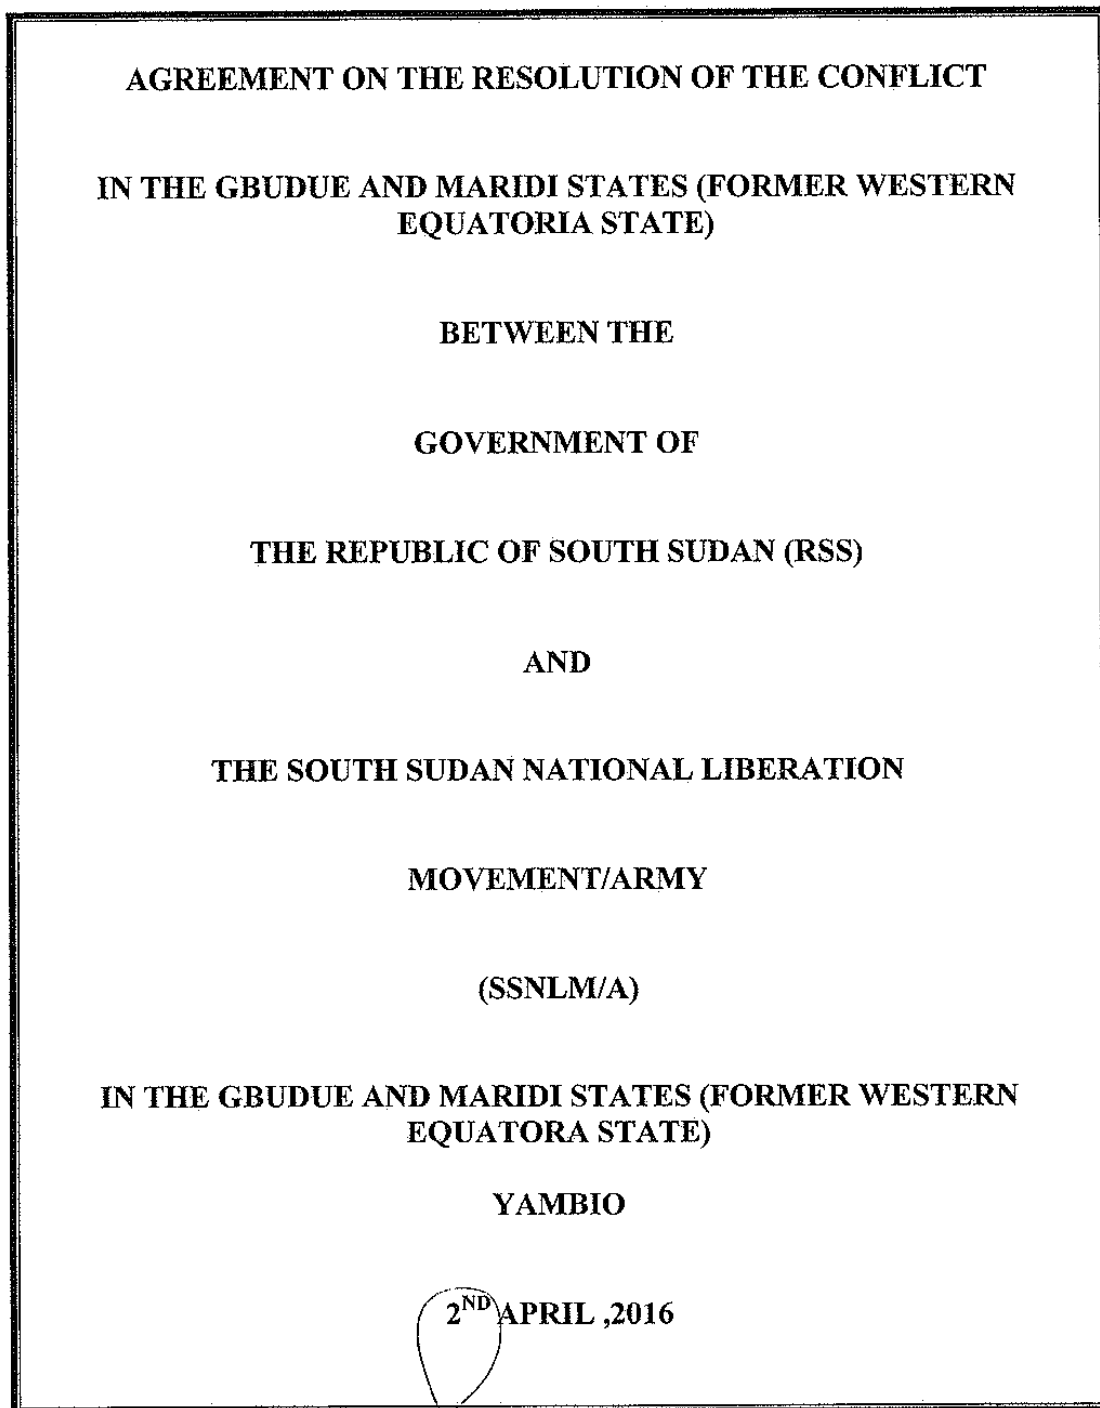 AGREEMENT ON THE RESOLUTION OF THE CONFLICT
IN THE GBUDUE AND MARIDI STATES (FORMER WESTERN
EQUATORIA STATE)
BETWEEN THE
GOVERNMENT OF
THE REPUBLIC OF SOUTH SUDAN (RSS)
AND
THE SOUTH SUDAN NATIONAL LIBERATION
MOVEMENT/ARMY
(SSNLM/A)
IN THE GBUDUE AND MARIDI STATES (FORMER WESTERN
EQUATORA STATE)
YAMBIO
2ND APRIL ,2016